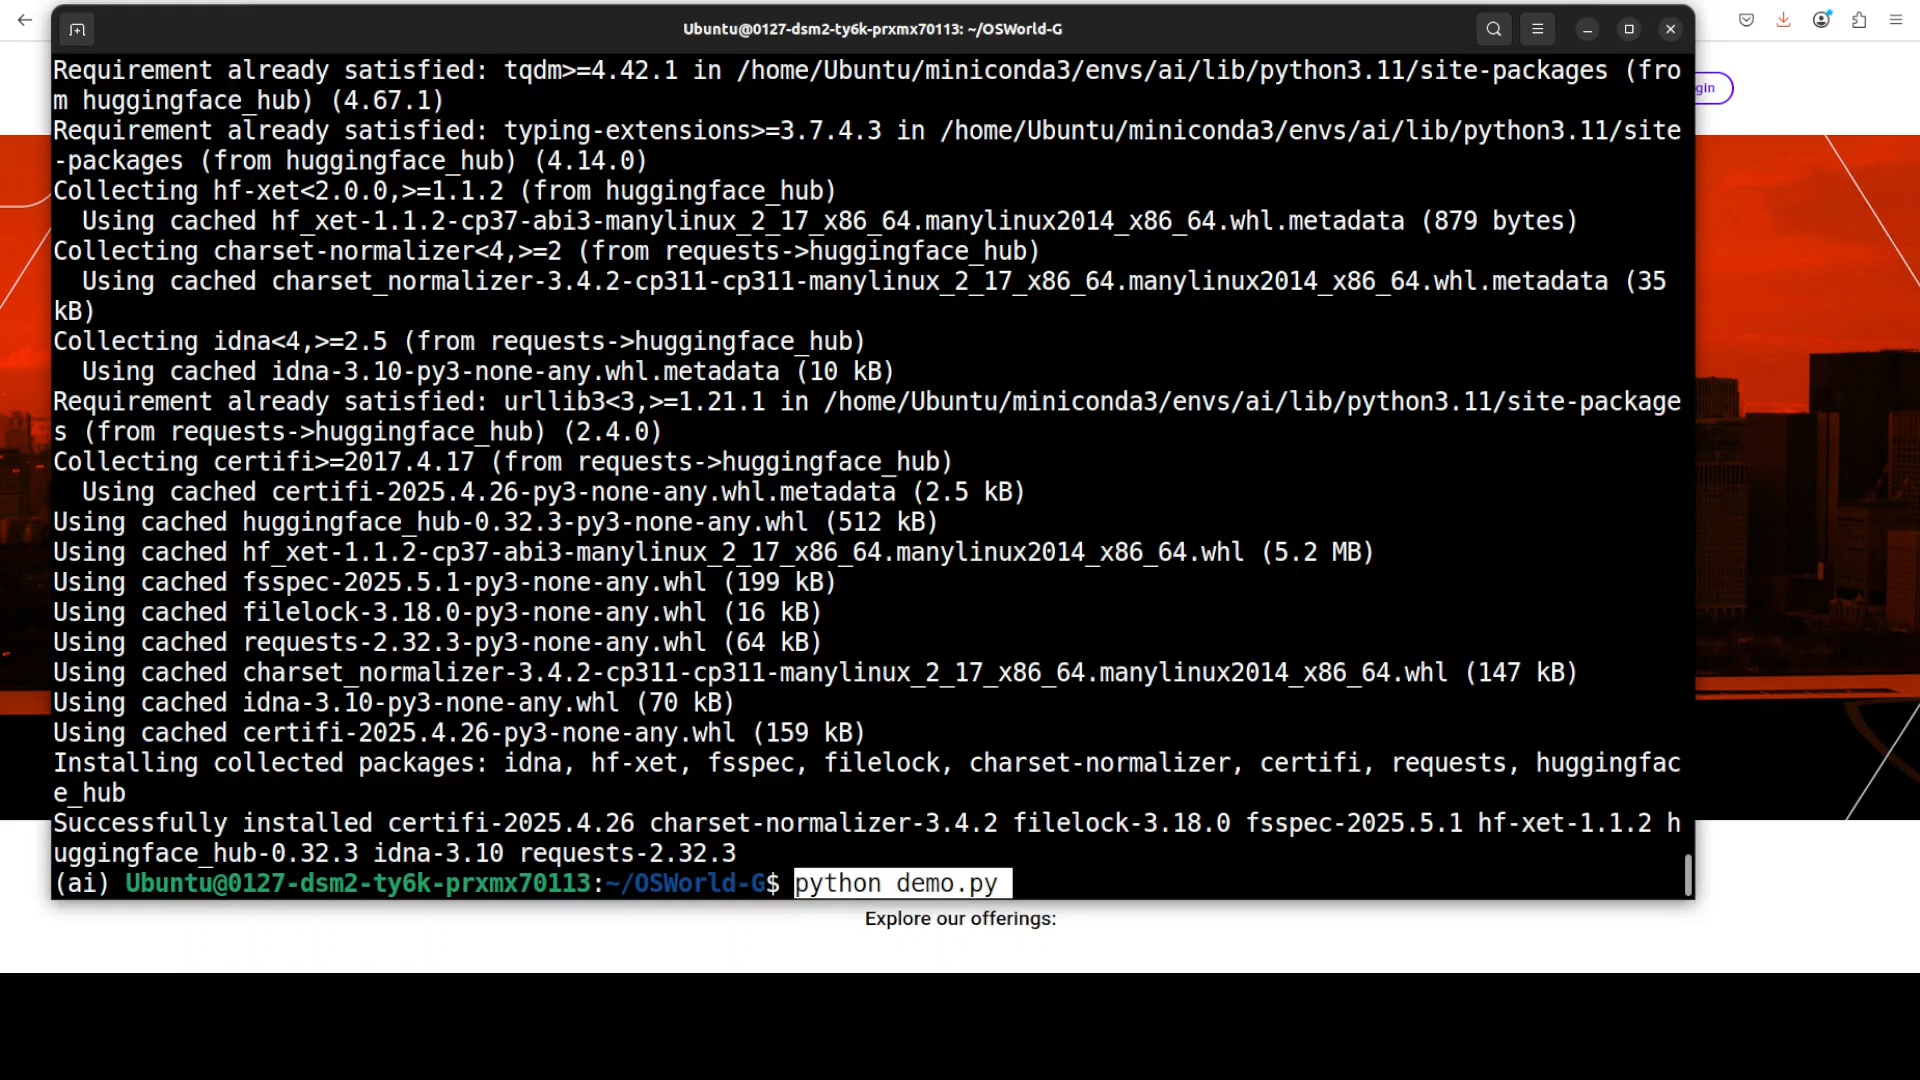 Ubuntu@0127-dsm2-ty6k-prxmx70113: ~/OSWorld-G
Requirement already satisfied: tqdm>=4.42.1 in /home/Ubuntu/miniconda3/envs/ai/lib/python3.11/site-packages (fro
m huggingface_hub) (4.67.1)
Requirement already satisfied: typing-extensions>=3.7.4.3 in /home/Ubuntu/miniconda3/envs/ai/lib/python3.11/site
-packages (from huggingface_hub) (4.14.0)
Collecting hf-xet<2.0.0,>=1.1.2 (from huggingface_hub)
  Using cached hf_xet-1.1.2-cp37-abi3-manylinux_2_17_x86_64.manylinux2014_x86_64.whl.metadata (879 bytes)
Collecting charset-normalizer<4,>=2 (from requests->huggingface_hub)
  Using cached charset_normalizer-3.4.2-cp311-cp311-manylinux_2_17_x86_64.manylinux2014_x86_64.whl.metadata (35
kB)
Collecting idna<4,>=2.5 (from requests->huggingface_hub)
  Using cached idna-3.10-py3-none-any.whl.metadata (10 kB)
Requirement already satisfied: urllib3<3,>=1.21.1 in /home/Ubuntu/miniconda3/envs/ai/lib/python3.11/site-package
s (from requests->huggingface_hub) (2.4.0)
Collecting certifi>=2017.4.17 (from requests->huggingface_hub)
  Using cached certifi-2025.4.26-py3-none-any.whl.metadata (2.5 kB)
Using cached huggingface_hub-0.32.3-py3-none-any.whl (512 kB)
Using cached hf_xet-1.1.2-cp37-abi3-manylinux_2_17_x86_64.manylinux2014_x86_64.whl (5.2 MB)
Using cached fsspec-2025.5.1-py3-none-any.whl (199 kB)
Using cached filelock-3.18.0-py3-none-any.whl (16 kB)
Using cached requests-2.32.3-py3-none-any.whl (64 kB)
Using cached charset_normalizer-3.4.2-cp311-cp311-manylinux_2_17_x86_64.manylinux2014_x86_64.whl (147 kB)
Using cached idna-3.10-py3-none-any.whl (70 kB)
Using cached certifi-2025.4.26-py3-none-any.whl (159 kB)
Installing collected packages: idna, hf-xet, fsspec, filelock, charset-normalizer, certifi, requests, huggingfac
e_hub
Successfully installed certifi-2025.4.26 charset-normalizer-3.4.2 filelock-3.18.0 fsspec-2025.5.1 hf-xet-1.1.2 h
uggingface_hub-0.32.3 idna-3.10 requests-2.32.3
(ai) Ubuntu@0127-dsm2-ty6k-prxmx70113:~/OSWorld-G$ python demo.py
gin
Explore our offerings: